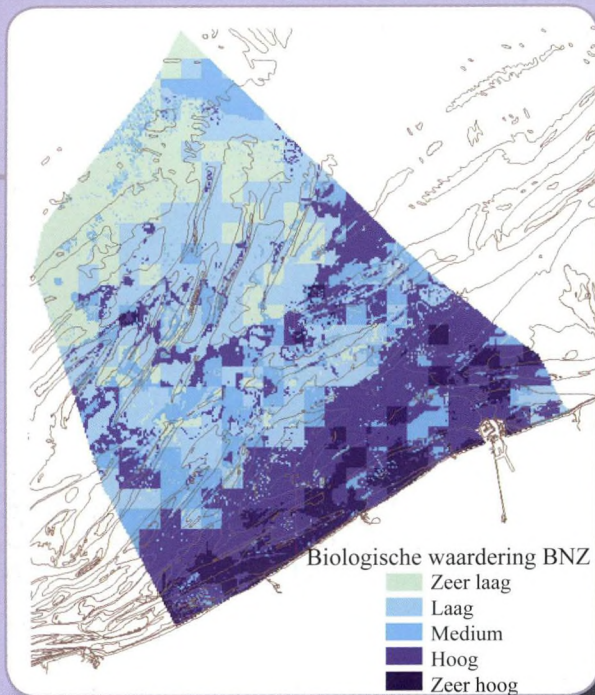 Biologische waardering BNZ
Zeer laag
Laag
Medium
Hoog
Zeer hoog